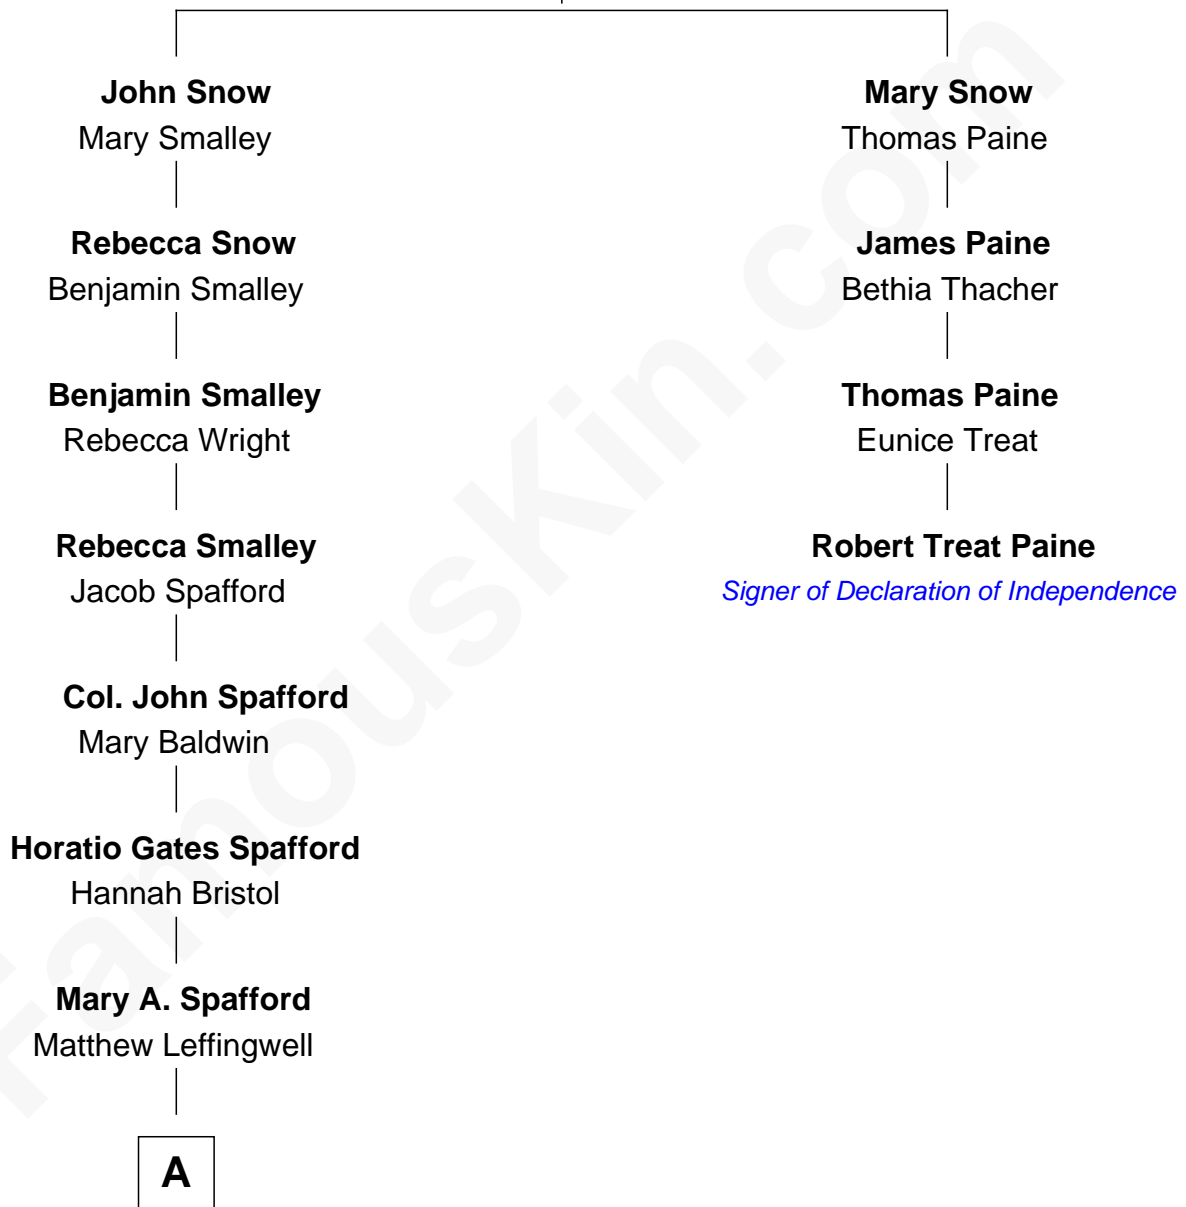 John Snow
Mary Smalley
Rebecca Snow
Benjamin Smalley
Benjamin Smalley
Rebecca Wright
Rebecca Smalley
Jacob Spafford
Col. John Spafford
Mary Baldwin
Horatio Gates Spafford
Hannah Bristol
Mary A. Spafford
Matthew Leffingwell
A
Mary Snow
Thomas Paine
James Paine
Bethia Thacher
Thomas Paine
Eunice Treat
Robert Treat Paine
Signer of Declaration of Independence
FamousKin.com